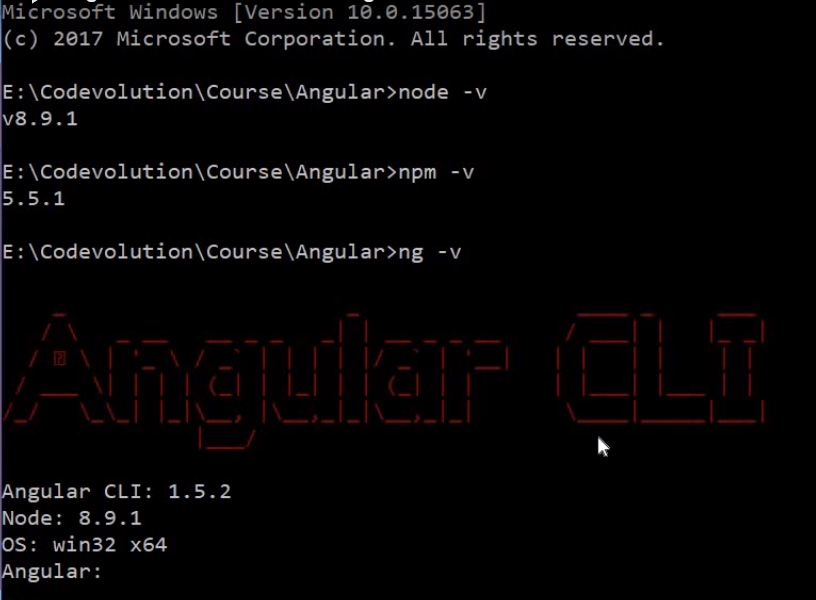 Microsoft Windows [Version 10.0.15063]
(c) 2017 Microsoft Corporation. All rights reserved.
E:\Codevolution\Course\Angular>node -v
v8.9.1
E:\Codevolution\Course\Angular>npm -v
5.5.1
E:\Codevolution\Course\Angular>ng -v
Angular CLI
Angular CLI: 1.5.2
Node: 8.9.1
OS: win32 x64
Angular: